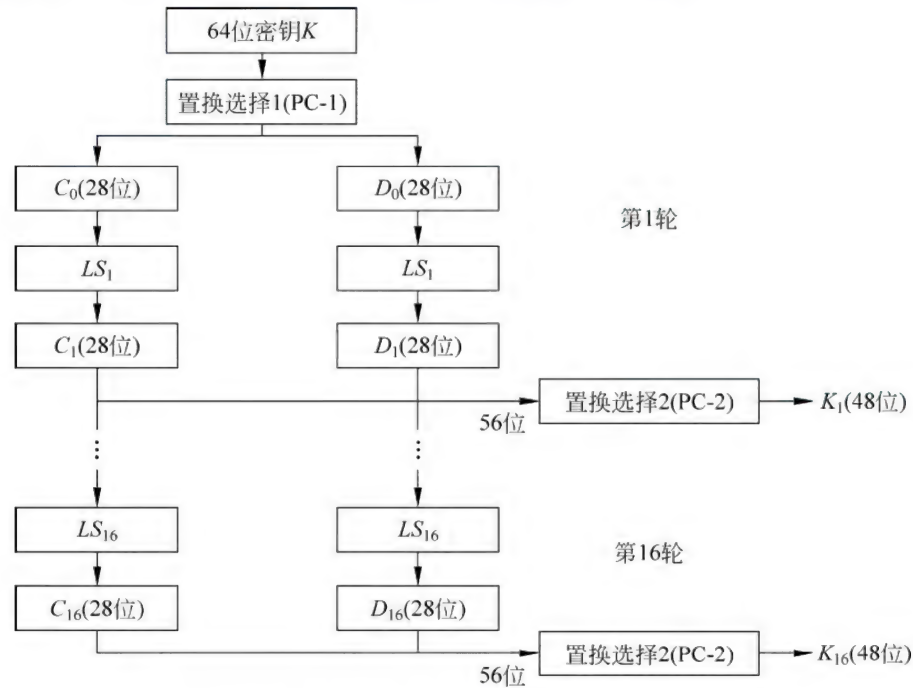 64位密钥K
置换选择1(PC-1)
C₀(28位)
D₀(28位)
第1轮
LS₁
LS₁
C₁(28位)
D₁(28位)
置换选择2(PC-2)
K₁(48位)
56位
⋮
⋮
LS₁₆
LS₁₆
第16轮
C₁₆(28位)
D₁₆(28位)
置换选择2(PC-2)
K₁₆(48位)
56位